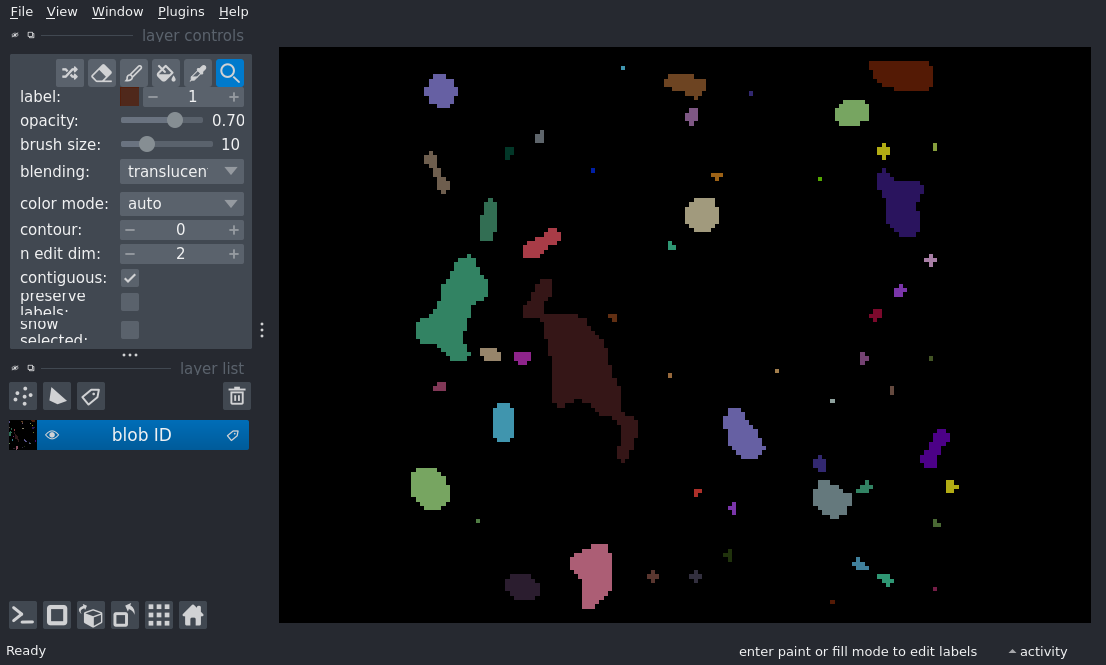 File View Window Plugins Help
layer controls
label: 1
opacity: 0.70
brush size: 10
blending: translucen
color mode: auto
contour: 0
n edit dim: 2
contiguous:
preserve
labels:
show
selected:
layer list
blob ID
Ready
enter paint or fill mode to edit labels
activity